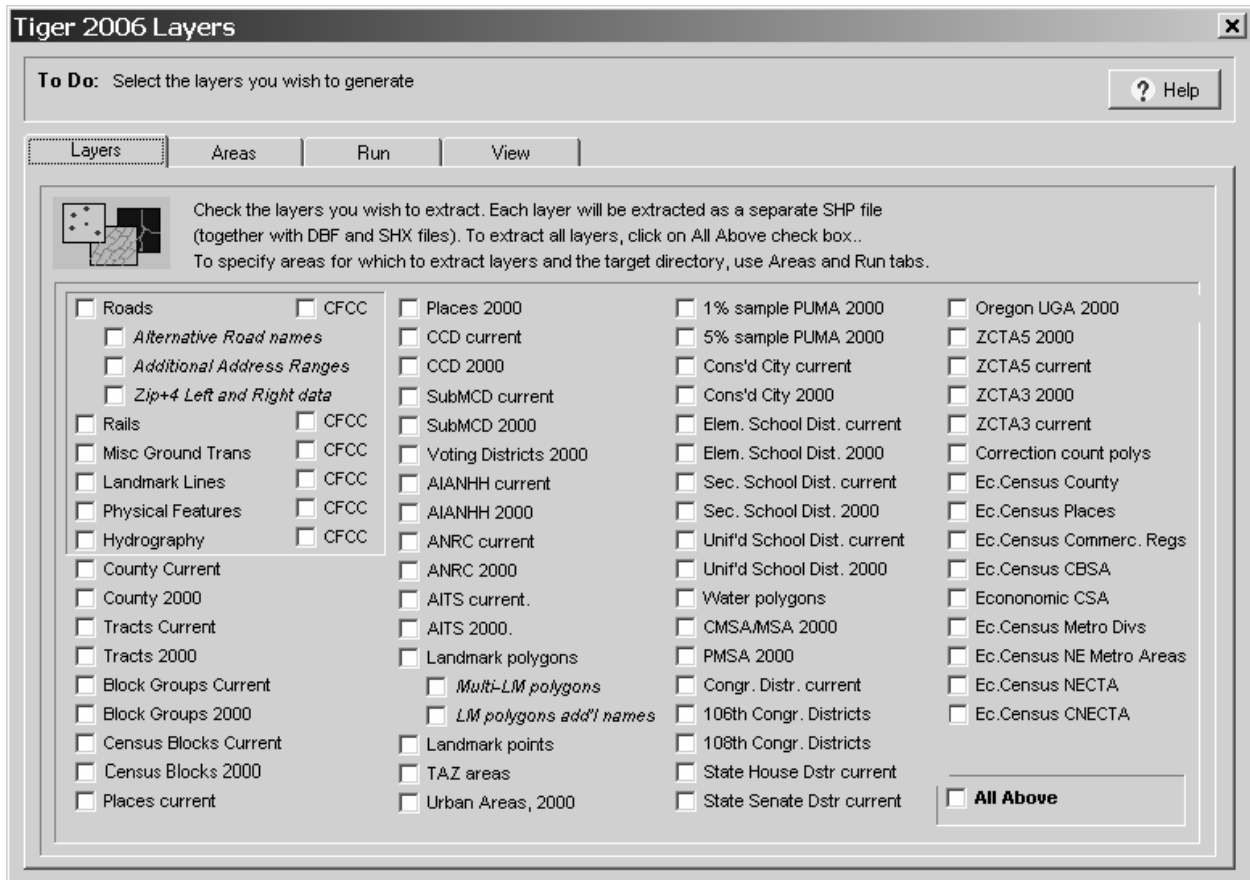 Tiger 2006 Layers
To Do: Select the layers you wish to generate
? Help
Layers Areas Run View
Check the layers you wish to extract. Each layer will be extracted as a separate SHP file
(together with DBF and SHX files). To extract all layers, click on All Above check box..
To specify areas for which to extract layers and the target directory, use Areas and Run tabs.
Roads CFCC
Alternative Road names
Additional Address Ranges
Zip+4 Left and Right data
Rails CFCC
Misc Ground Trans CFCC
Landmark Lines CFCC
Physical Features CFCC
Hydrography CFCC
County Current
County 2000
Tracts Current
Tracts 2000
Block Groups Current
Block Groups 2000
Census Blocks Current
Census Blocks 2000
Places current
Places 2000
CCD current
CCD 2000
SubMCD current
SubMCD 2000
Voting Districts 2000
AIANHH current
AIANHH 2000
ANRC current
ANRC 2000
AITS current.
AITS 2000.
Landmark polygons
Multi-LM polygons
LM polygons add'l names
Landmark points
TAZ areas
Urban Areas, 2000
1% sample PUMA 2000
5% sample PUMA 2000
Cons'd City current
Cons'd City 2000
Elem. School Dist. current
Elem. School Dist. 2000
Sec. School Dist. current
Sec. School Dist. 2000
Unif'd School Dist. current
Unif'd School Dist. 2000
Water polygons
CMSA/MSA 2000
PMSA 2000
Congr. Distr. current
106th Congr. Districts
108th Congr. Districts
State House Dstr current
State Senate Dstr current
Oregon UGA 2000
ZCTA5 2000
ZCTA5 current
ZCTA3 2000
ZCTA3 current
Correction count polys
Ec.Census County
Ec.Census Places
Ec.Census Commerc. Regs
Ec.Census CBSA
Econonomic CSA
Ec.Census Metro Divs
Ec.Census NE Metro Areas
Ec.Census NECTA
Ec.Census CNECTA
All Above